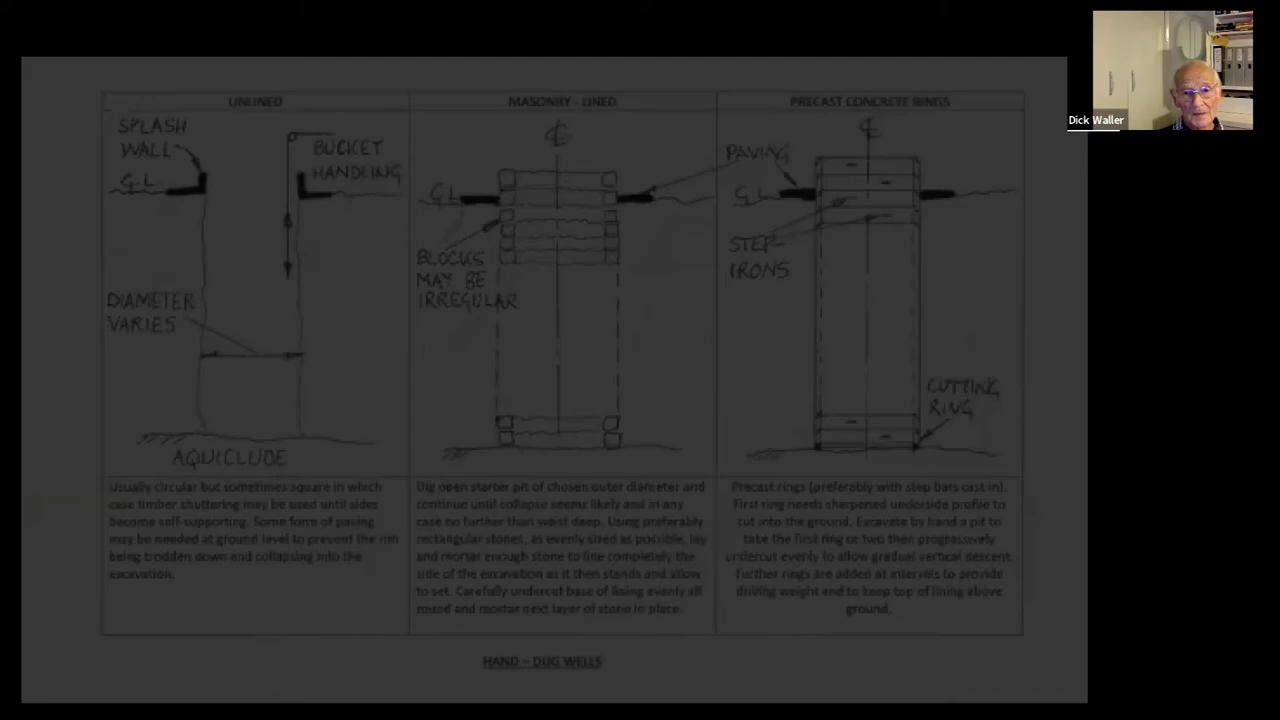 Dick Waller
UNLINED
SPLASH
WALL
G.L
BUCKET
HANDLING
DIAMETER
VARIES
AQUICLUDE
Usually circular but sometimes square in which
case timber shuttering may be used until sides
become self-supporting. Some form of paving
may be needed at ground level to prevent the rim
being trodden down and collapsing into the
excavation.
MASONRY - LINED
℄
G.L
BLOCKS
MAY BE
IRREGULAR
Dig open starter pit of chosen outer diameter and
continue until collapse seems likely and in any
case no further than waist deep. Using preferably
rectangular stones, as evenly sized as possible, lay
and mortar enough stone to line completely the
side of the excavation as it then stands and allow
to set. Carefully undercut base of lining evenly all
round and mortar next layer of stone in place.
PRECAST CONCRETE RINGS
℄
PAVING
G.L
STEP-
IRONS
CUTTING
RING
Precast rings (preferably with step bars cast in).
First ring needs sharpened underside profile to
cut into the ground. Excavate by hand a pit to
take the first ring or two then progressively
undercut evenly to allow gradual vertical descent
further rings are added at intervals to provide
driving weight and to keep top of lining above
ground.
HAND – DUG WELLS